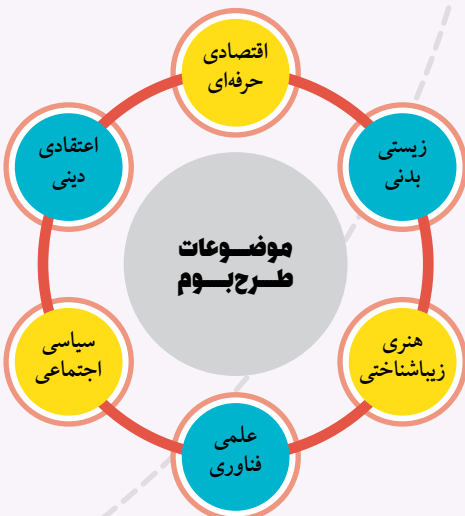 اقتصادی
حرفه‌ای
زیستی
بدنی
هنری
زیباشناختی
علمی
فناوری
سیاسی
اجتماعی
اعتقادی
دینی
موضوعات
طرح‌بوم